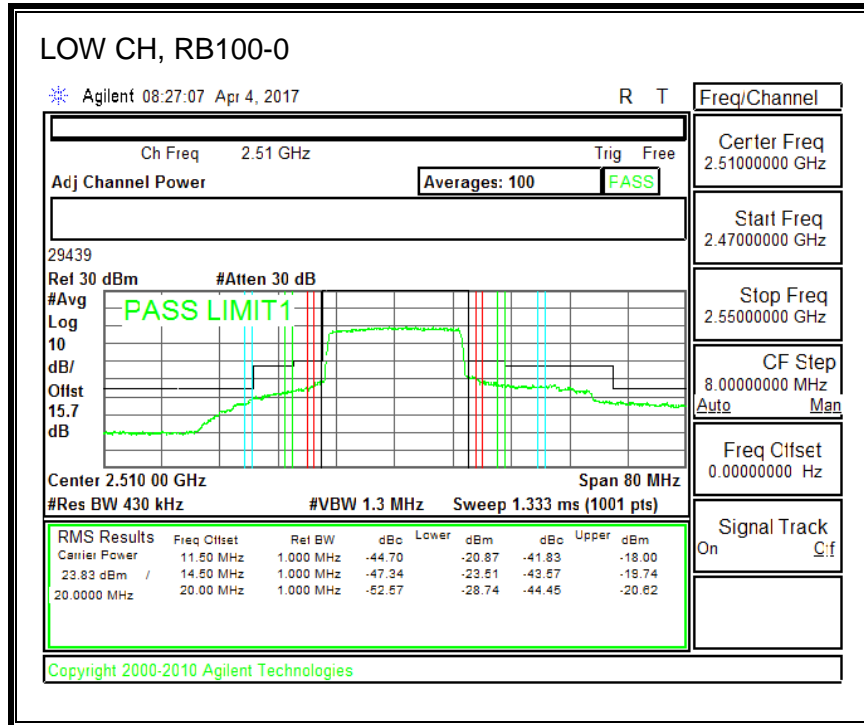 LOW CH, RB100-0
Agilent 08:27:07 Apr 4, 2017 R T
Freq/Channel
Ch Freq 2.51 GHz Trig Free
Adj Channel Power Averages: 100 PASS
Center Freq
2.51000000 GHz
Start Freq
2.47000000 GHz
29439
Ref 30 dBm #Atten 30 dB
#Avg
Log
10
dB/
Offst
15.7
dB
PASS LIMIT1
Stop Freq
2.55000000 GHz
CF Step
8.00000000 MHz
Auto Man
Freq Offset
0.00000000 Hz
Center 2.510 00 GHz Span 80 MHz
#Res BW 430 kHz #VBW 1.3 MHz Sweep 1.333 ms (1001 pts)
Signal Track
On Off
RMS Results Freq Offset Ref BW dBc Lower dBm dBc Upper dBm
Carrier Power 11.50 MHz 1.000 MHz -44.70 -20.87 -41.83 -18.00
23.83 dBm / 14.50 MHz 1.000 MHz -47.34 -23.51 -43.57 -19.74
20.0000 MHz 20.00 MHz 1.000 MHz -52.57 -28.74 -44.45 -20.62
Copyright 2000-2010 Agilent Technologies